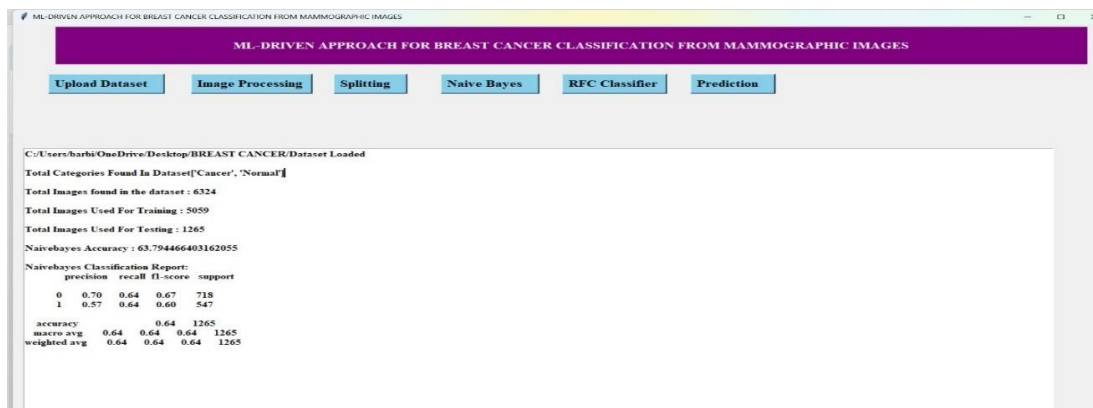 ML-DRIVEN APPROACH FOR BREAST CANCER CLASSIFICATION FROM MAMMOGRAPHIC IMAGES
ML-DRIVEN APPROACH FOR BREAST CANCER CLASSIFICATION FROM MAMMOGRAPHIC IMAGES
Upload Dataset Image Processing Splitting Naive Bayes RFC Classifier Prediction
C:/Users/barbi/OneDrive/Desktop/BREAST CANCER/Dataset Loaded
Total Categories Found In Dataset['Cancer', 'Normal']
Total Images found in the dataset : 6324
Total Images Used For Training : 5059
Total Images Used For Testing : 1265
Naivebayes Accuracy : 63.794466403162055
Naivebayes Classification Report:
precision recall f1-score support
0 0.70 0.64 0.67 718
1 0.57 0.64 0.60 547
accuracy 0.64 1265
macro avg 0.64 0.64 0.64 1265
weighted avg 0.64 0.64 0.64 1265